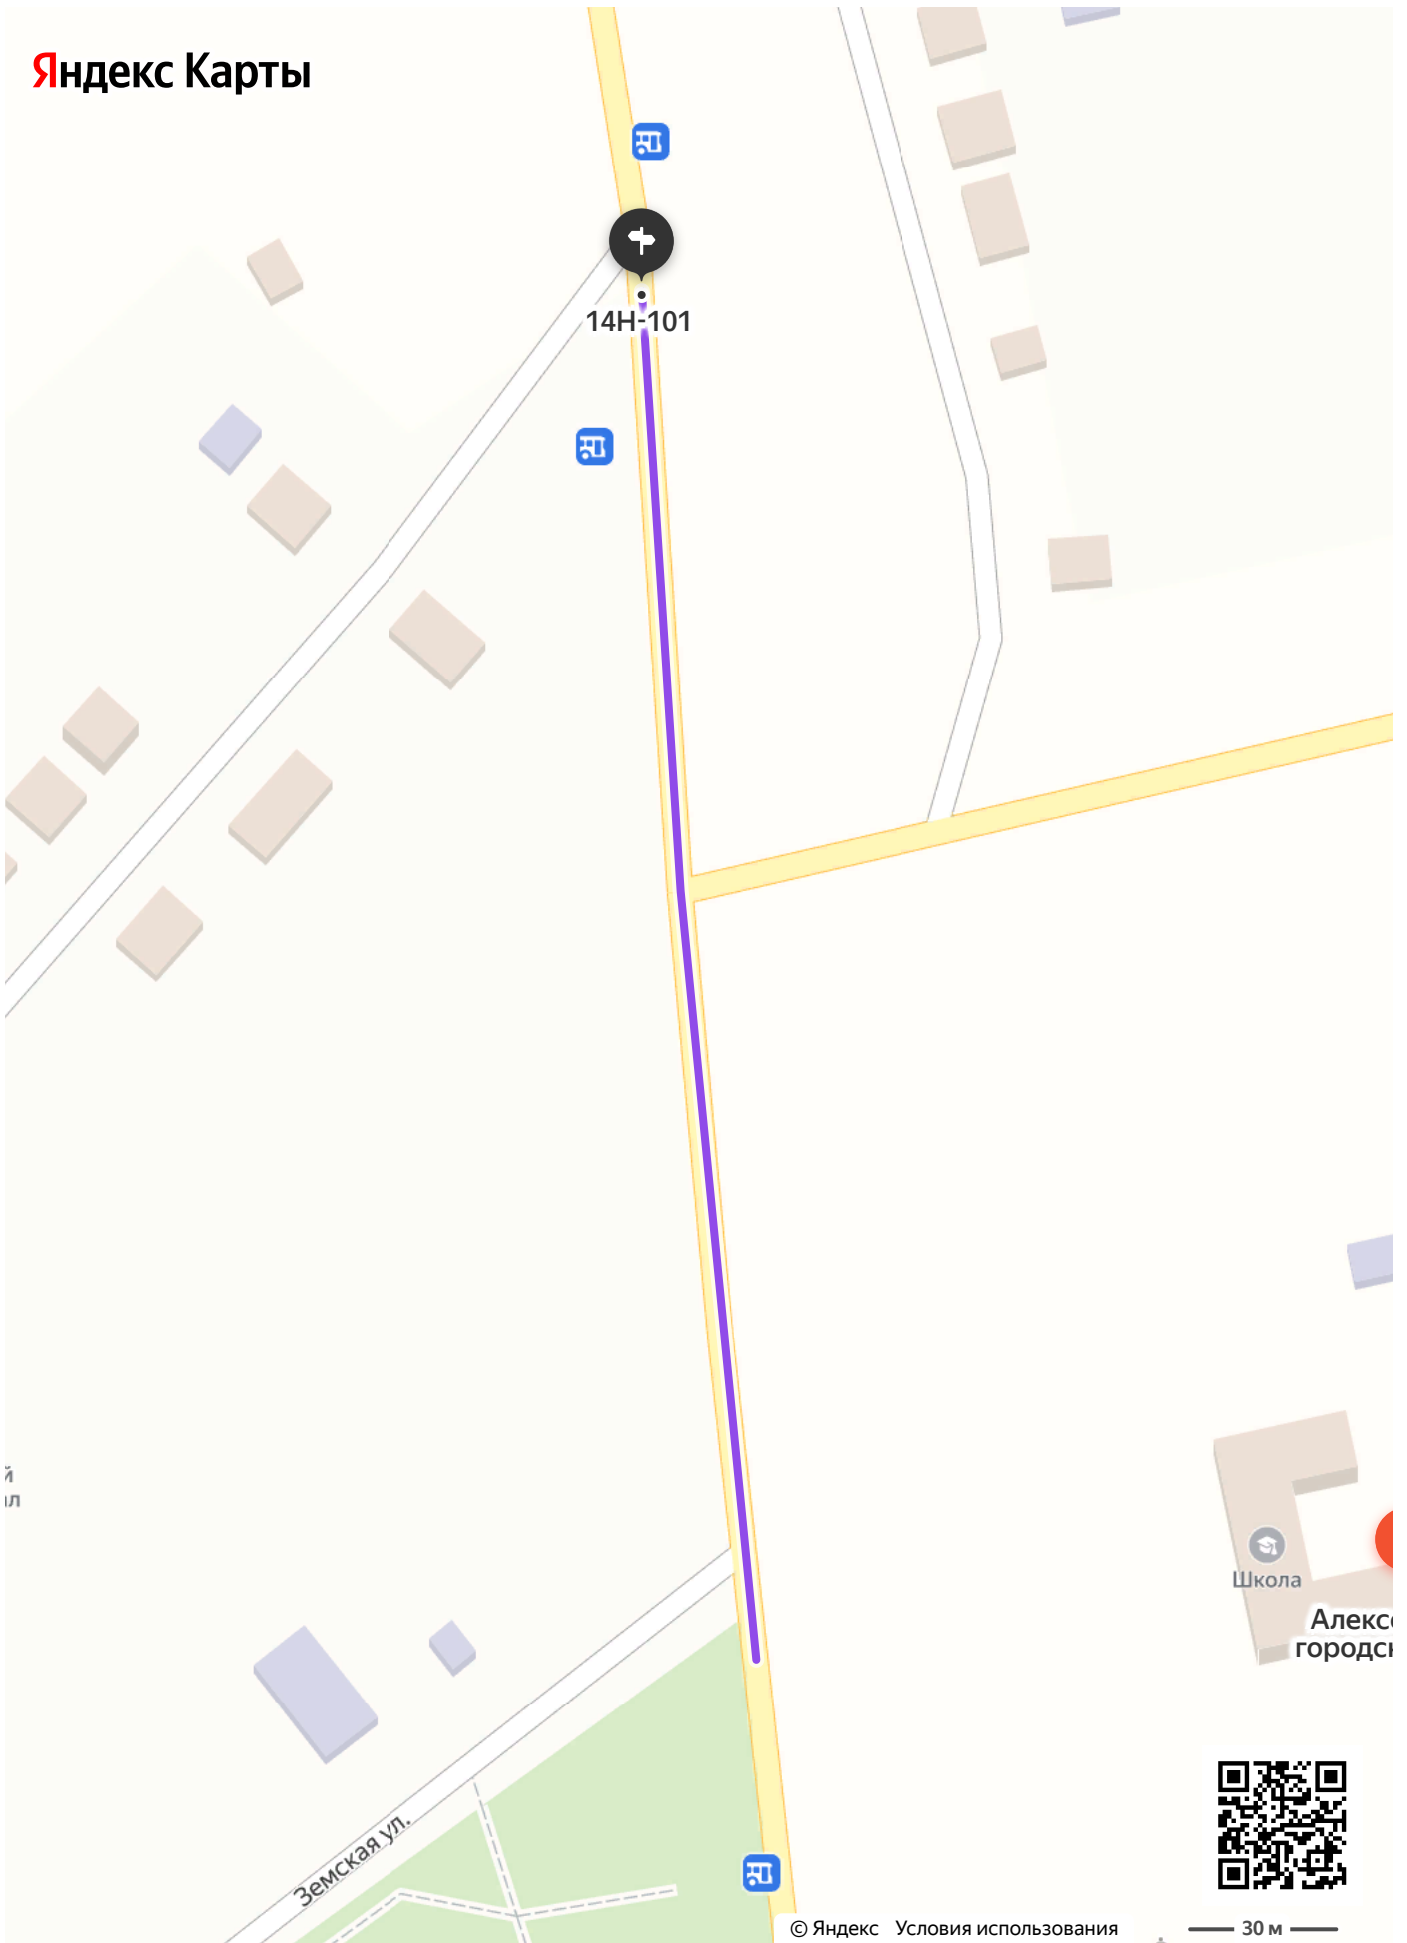 Яндекс Карты
14Н-101
й
Школа
Земская ул.
© Яндекс Условия использования
30 м